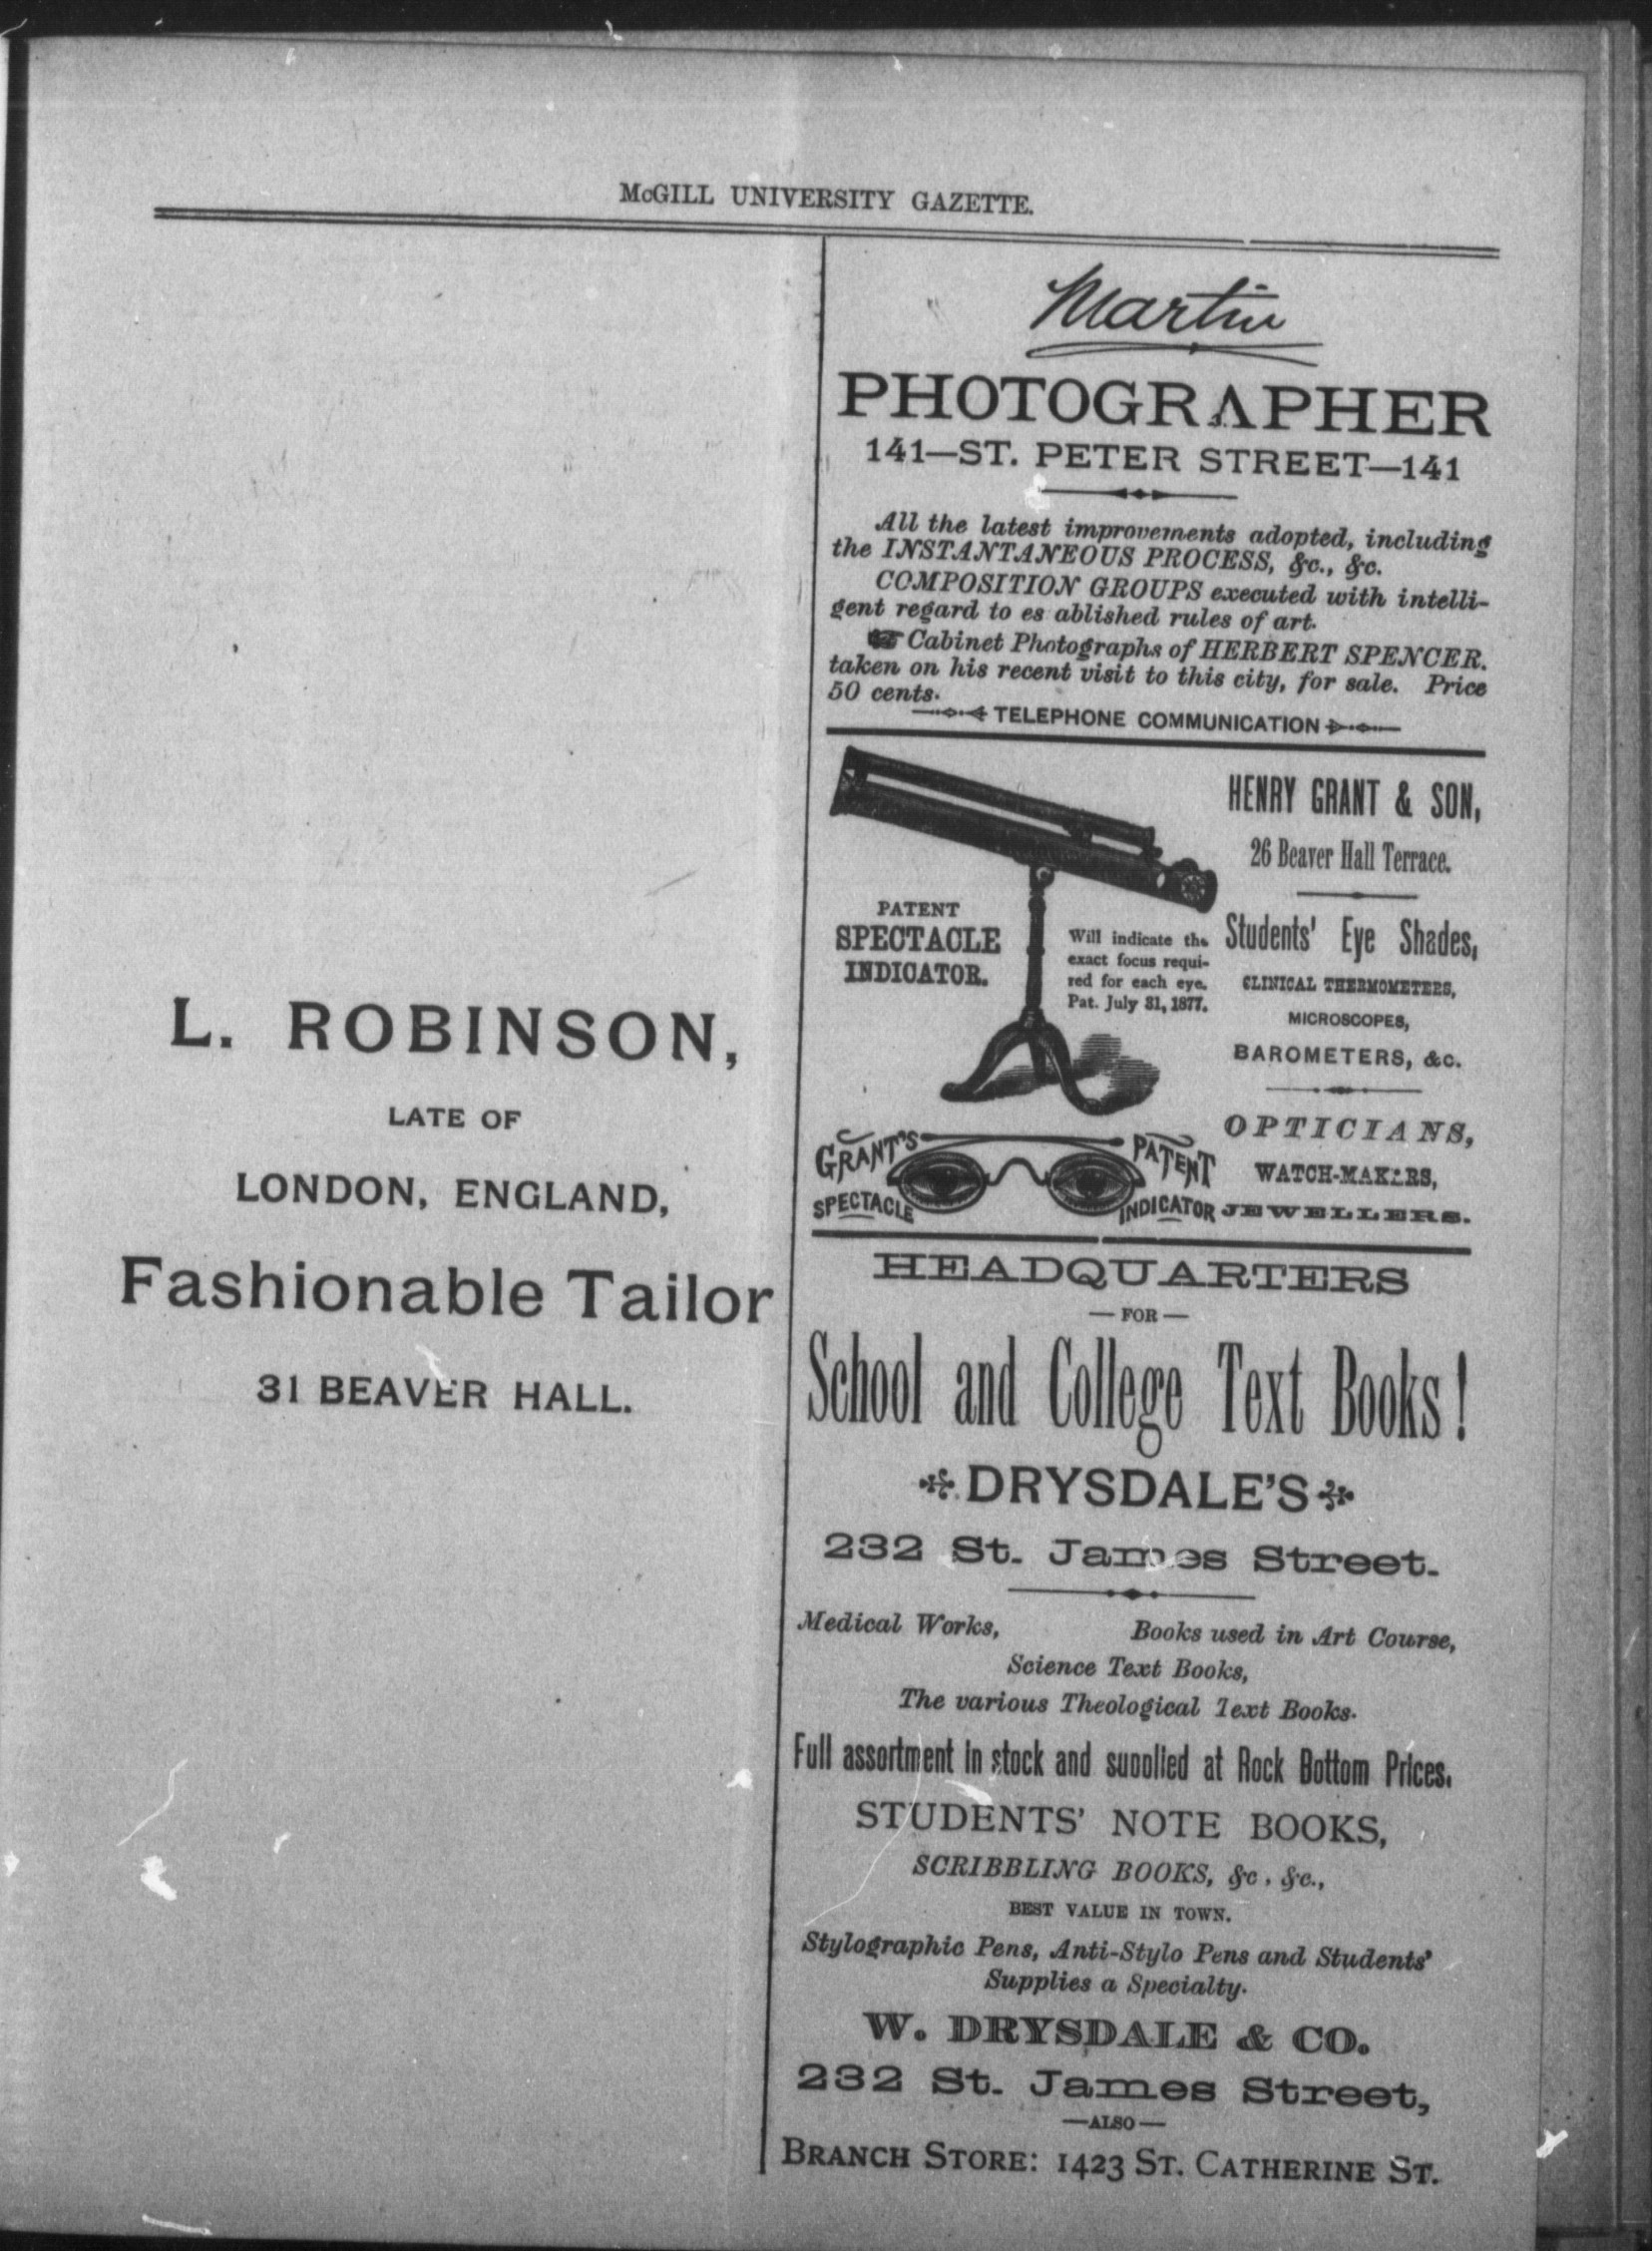 McGILL UNIVERSITY GAZETTE.
L. ROBINSON,
LATE OF
LONDON, ENGLAND,
Fashionable Tailor
31 BEAVER HALL.
Martin
PHOTOGRAPHER
141—ST. PETER STREET—141
All the latest improvements adopted, including
the INSTANTANEOUS PROCESS, &c., &c.
COMPOSITION GROUPS executed with intelli-
gent regard to es ablished rules of art.
☞ Cabinet Photographs of HERBERT SPENCER.
taken on his recent visit to this city, for sale. Price
50 cents.
TELEPHONE COMMUNICATION
PATENT
SPECTACLE
INDICATOR.
Will indicate the
exact focus requi-
red for each eye.
Pat. July 31, 1877.
GRANT'S PATENT
SPECTACLE INDICATOR
HENRY GRANT & SON,
26 Beaver Hall Terrace.
Students' Eye Shades,
CLINICAL THERMOMETERS,
MICROSCOPES,
BAROMETERS, &c.
OPTICIANS,
WATCH-MAKERS,
JEWELLERS.
HEADQUARTERS
— FOR —
School and College Text Books!
DRYSDALE'S
232 St. James Street.
Medical Works, Books used in Art Course,
Science Text Books,
The various Theological Text Books.
Full assortment in stock and supplied at Rock Bottom Prices.
STUDENTS' NOTE BOOKS,
SCRIBBLING BOOKS, &c, &c.,
BEST VALUE IN TOWN.
Stylographic Pens, Anti-Stylo Pens and Students'
Supplies a Specialty.
W. DRYSDALE & CO.
232 St. James Street,
—ALSO—
BRANCH STORE: 1423 ST. CATHERINE ST.